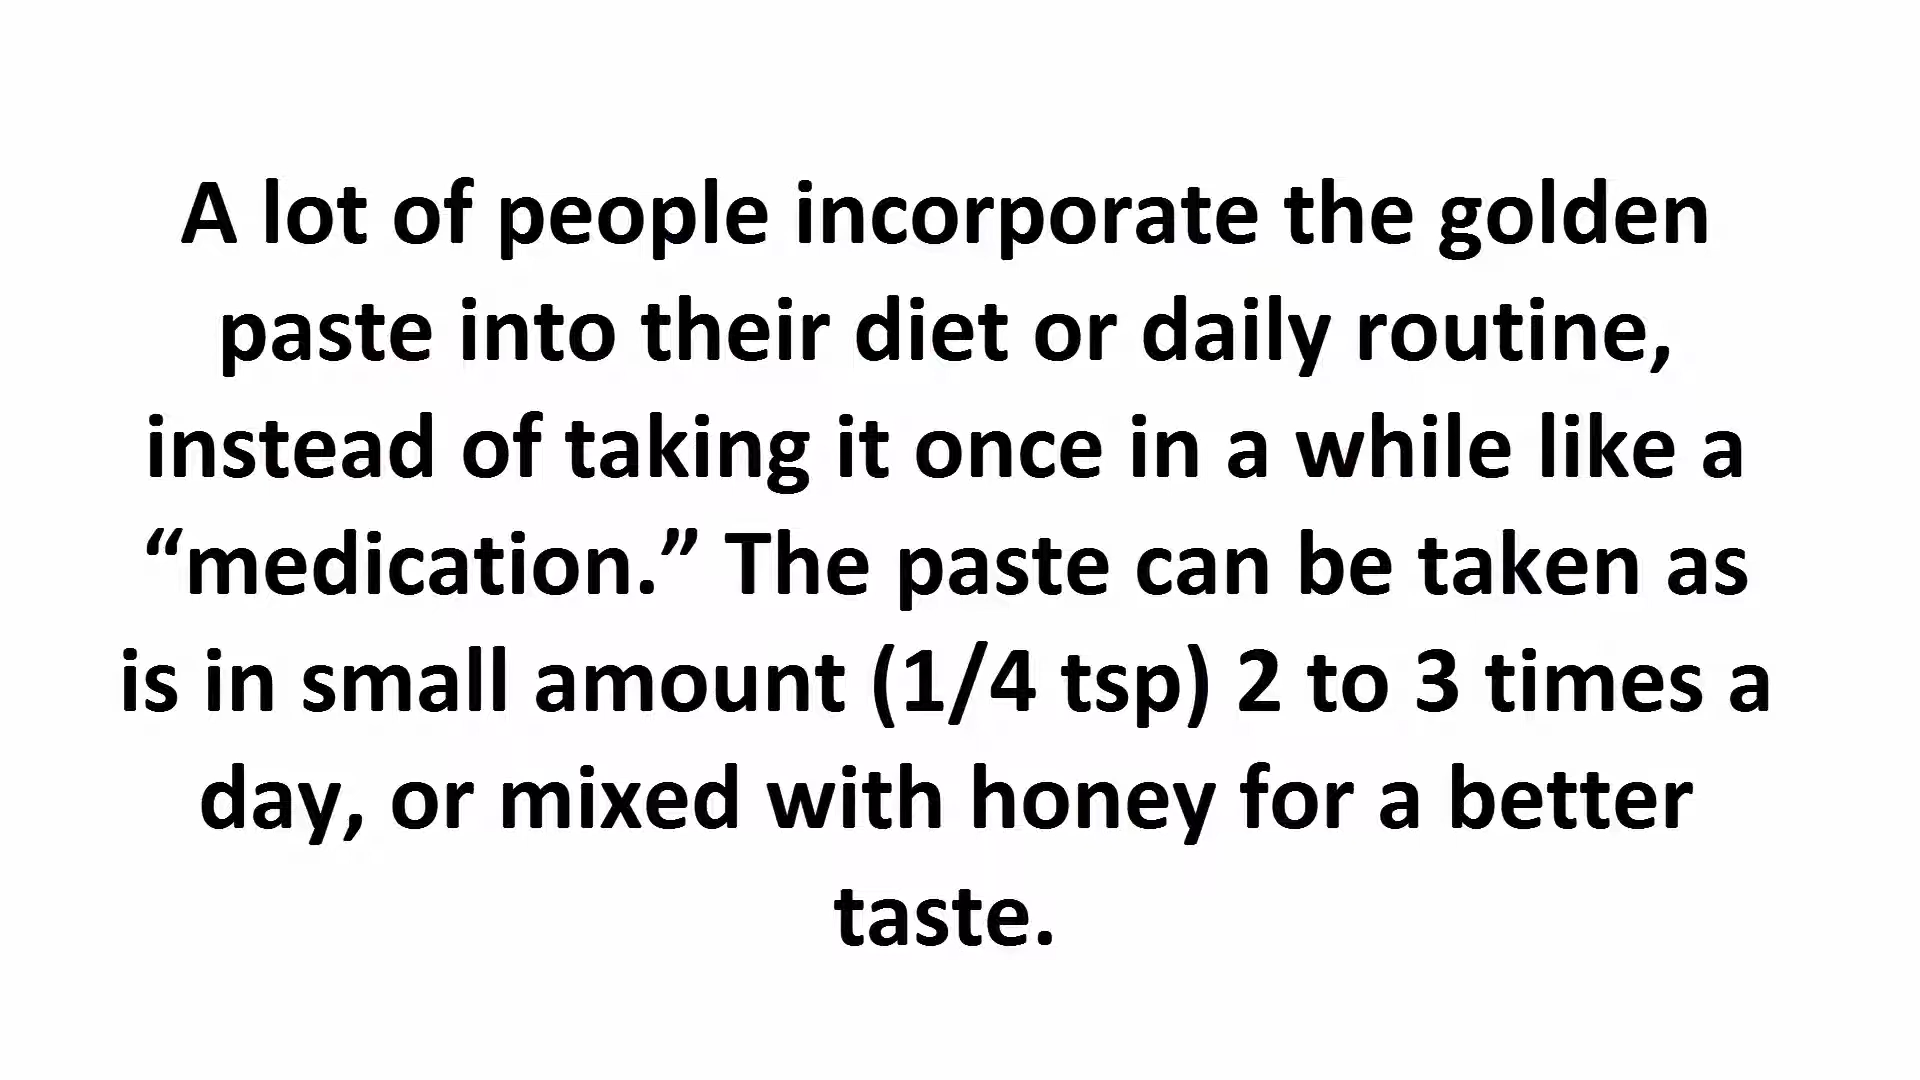 A lot of people incorporate the golden
paste into their diet or daily routine,
instead of taking it once in a while like a
“medication.” The paste can be taken as
is in small amount (1/4 tsp) 2 to 3 times a
day, or mixed with honey for a better
taste.